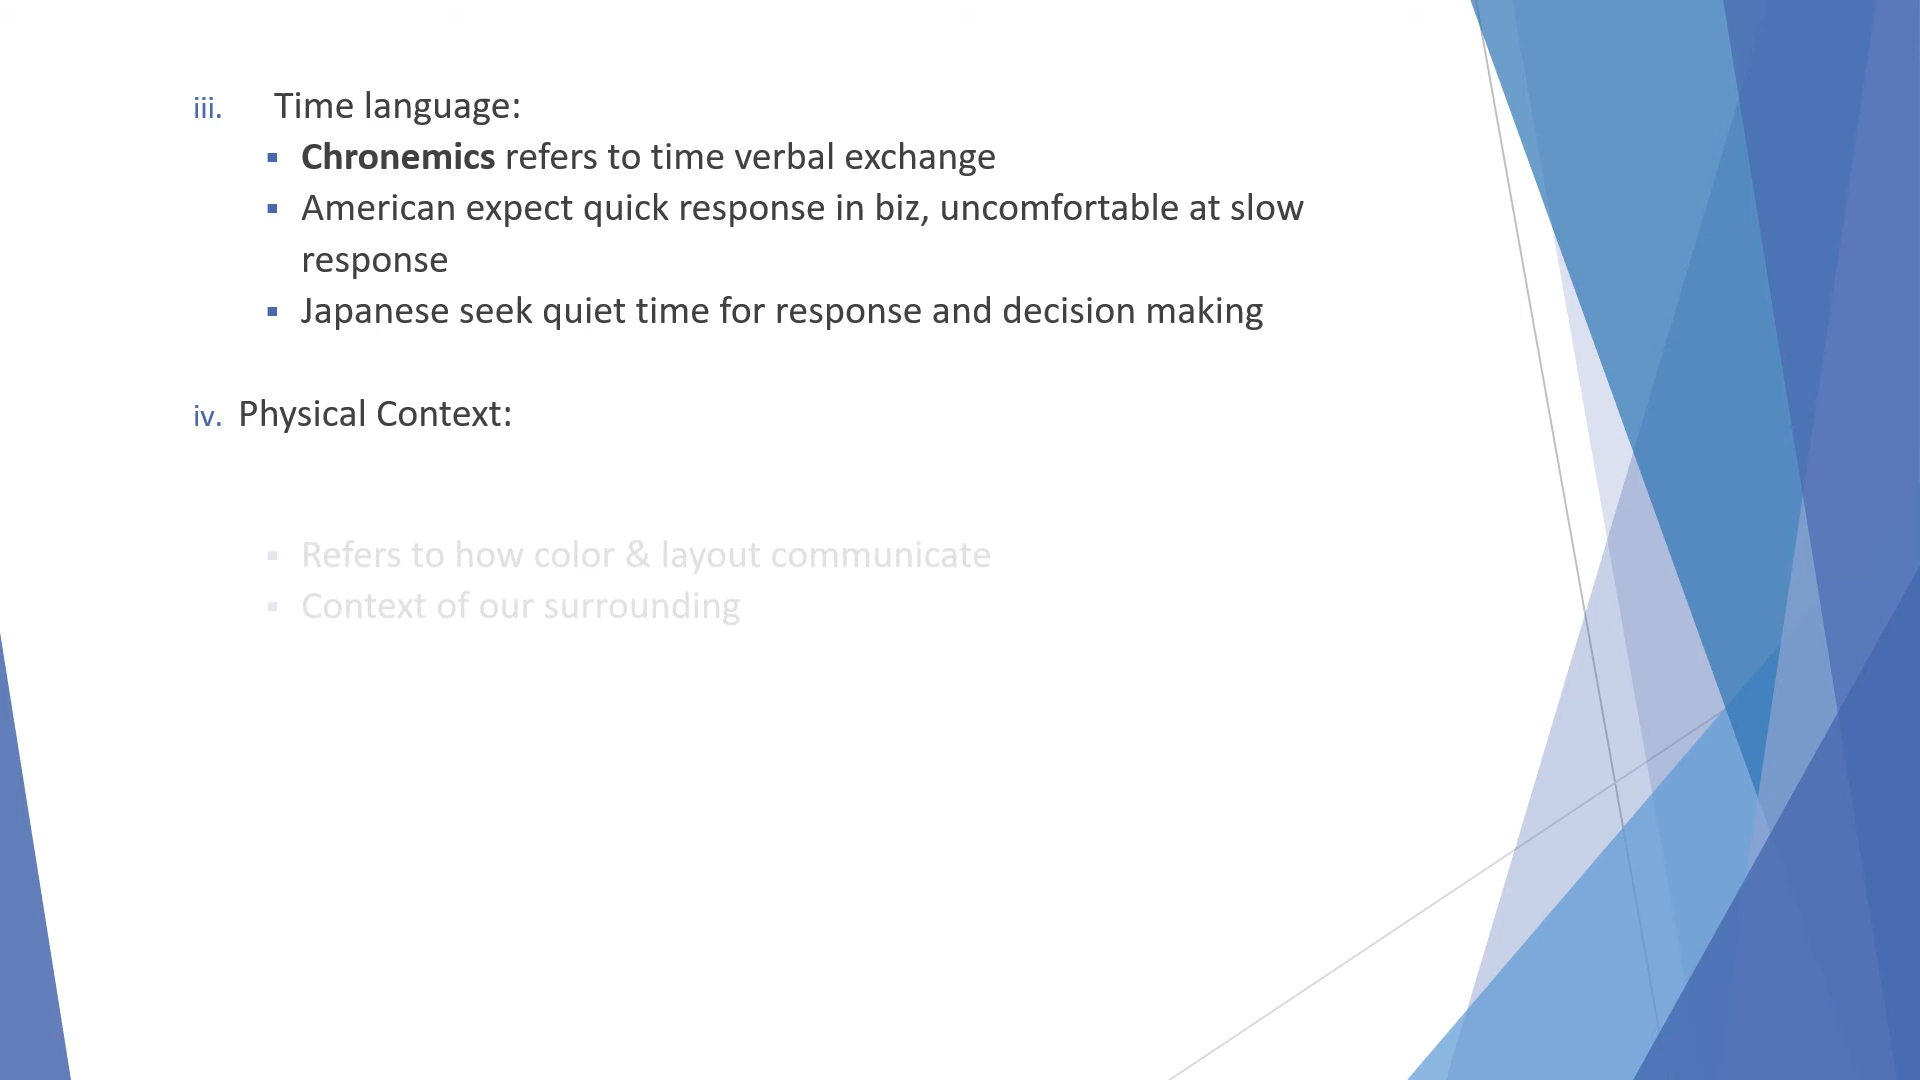 iii. Time language:
▪ Chronemics refers to time verbal exchange
▪ American expect quick response in biz, uncomfortable at slow
response
▪ Japanese seek quiet time for response and decision making
iv. Physical Context:
▪ Refers to how color & layout communicate
▪ Context of our surrounding